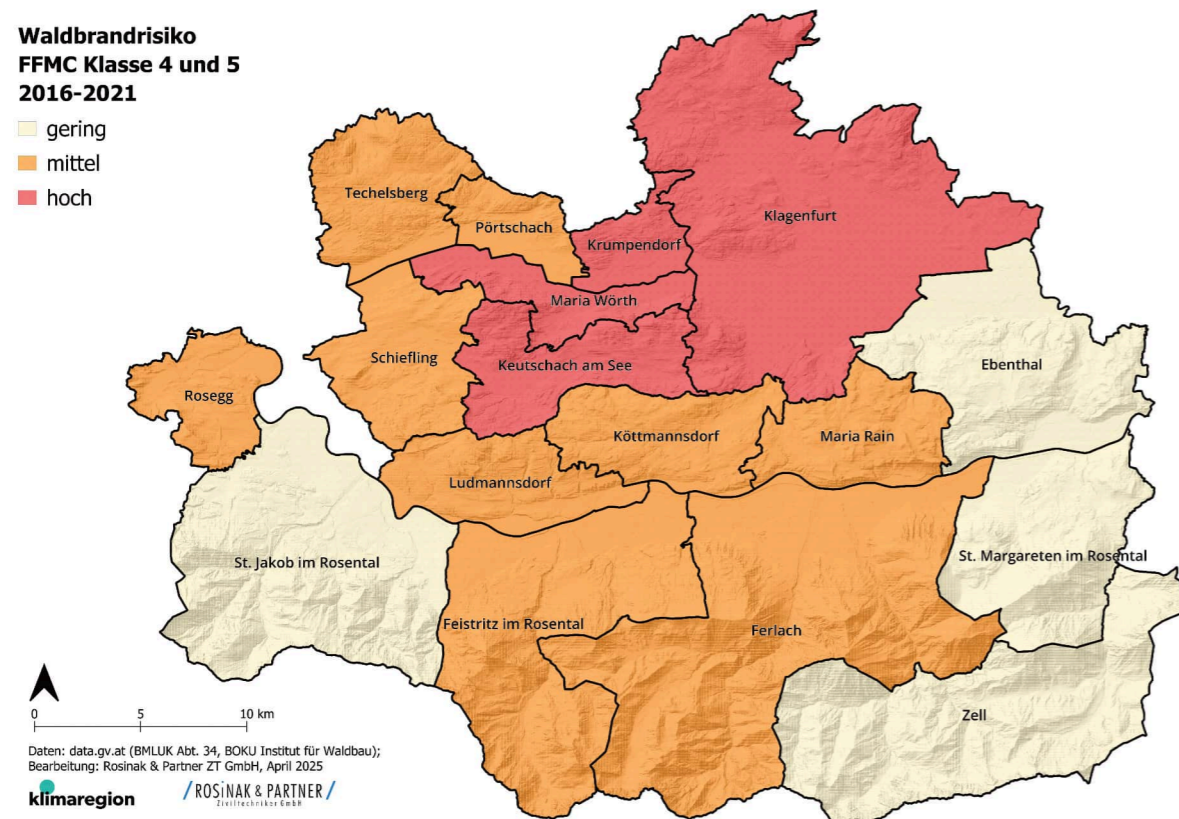 Waldbrandrisiko
FFMC Klasse 4 und 5
2016-2021
gering
mittel
hoch
Techelsberg
Pörtschach
Krumpendorf
Klagenfurt
Maria Wörth
Schiefling
Keutschach am See
Ebenthal
Rosegg
Köttmannsdorf
Maria Rain
Ludmannsdorf
St. Jakob im Rosental
St. Margareten im Rosental
Feistritz im Rosental
Ferlach
Zell
0 5 10 km
Daten: data.gv.at (BMLUK Abt. 34, BOKU Institut für Waldbau);
Bearbeitung: Rosinak & Partner ZT GmbH, April 2025
klimaregion
/ ROSiNAK & PARTNER /
Ziviltechniker GmbH